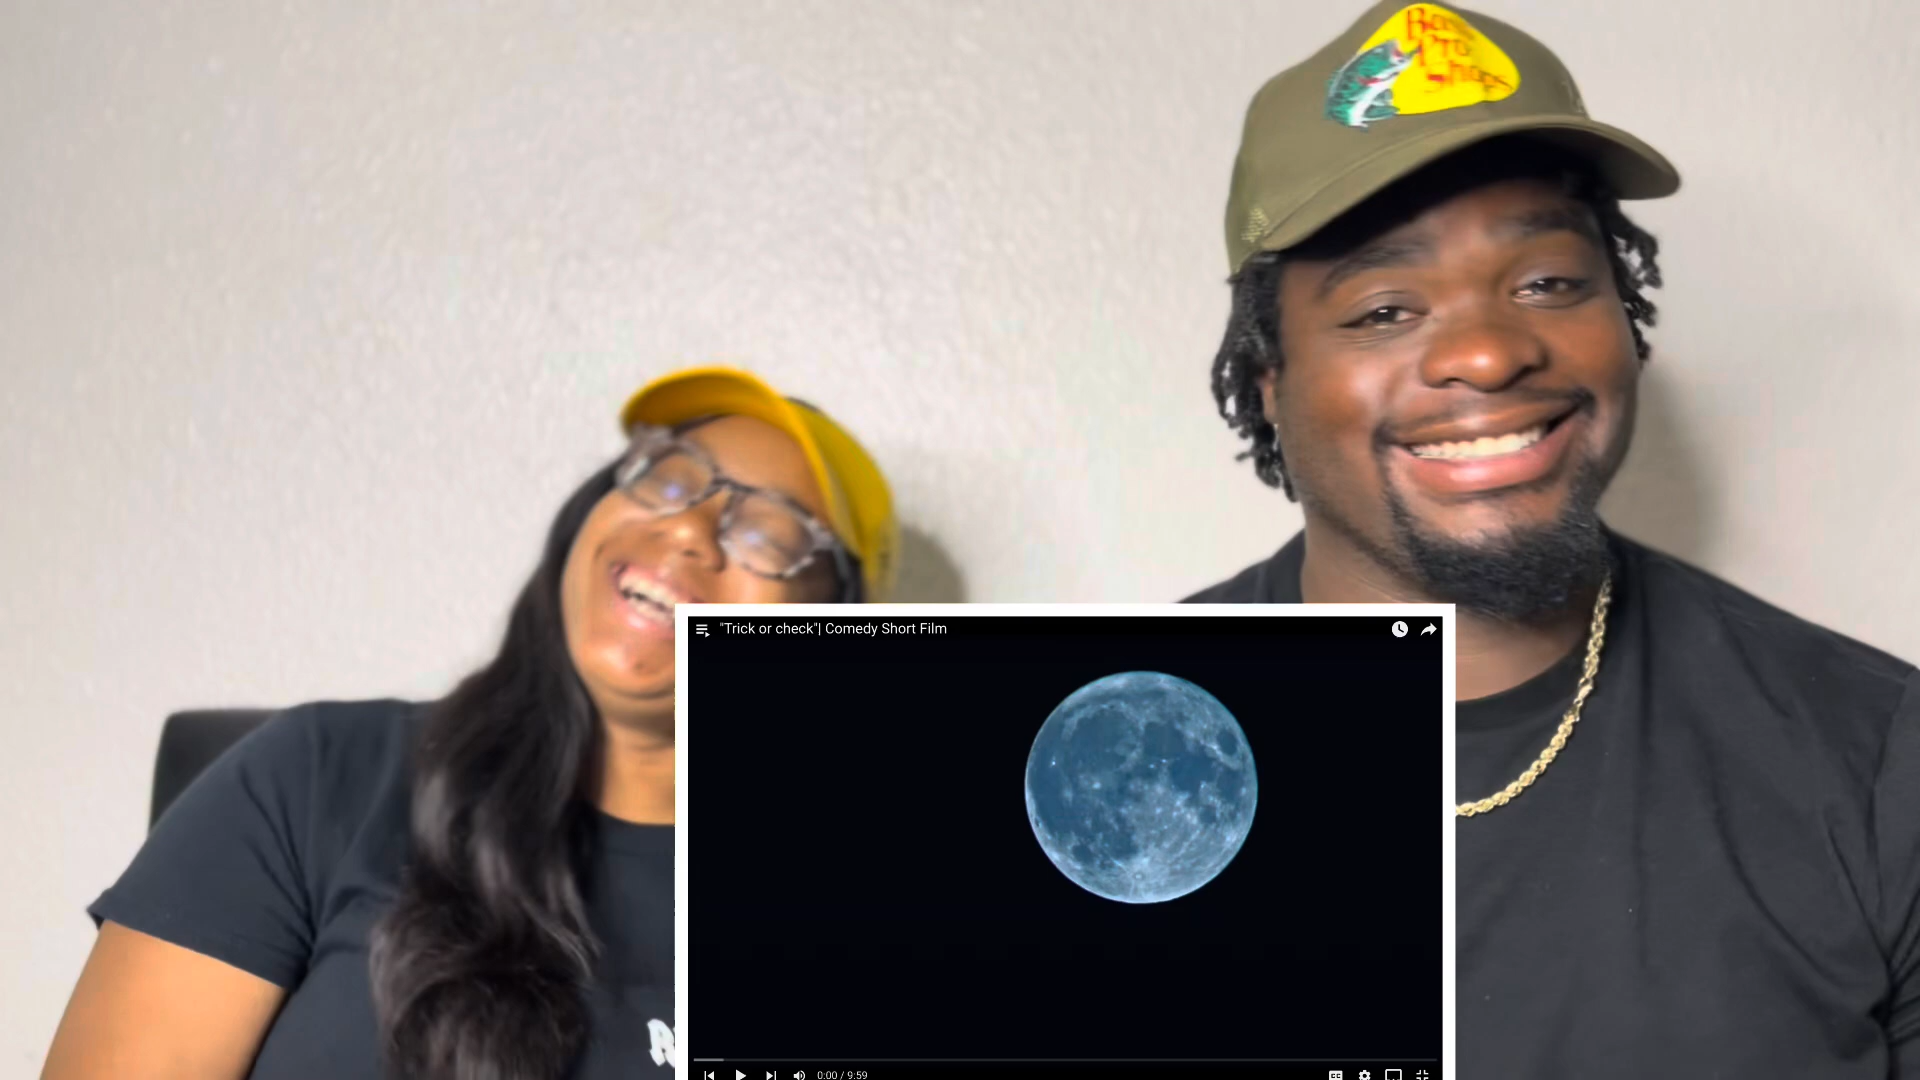 Bass
Pro
Shops
"Trick or check"| Comedy Short Film
0:00 / 9:59